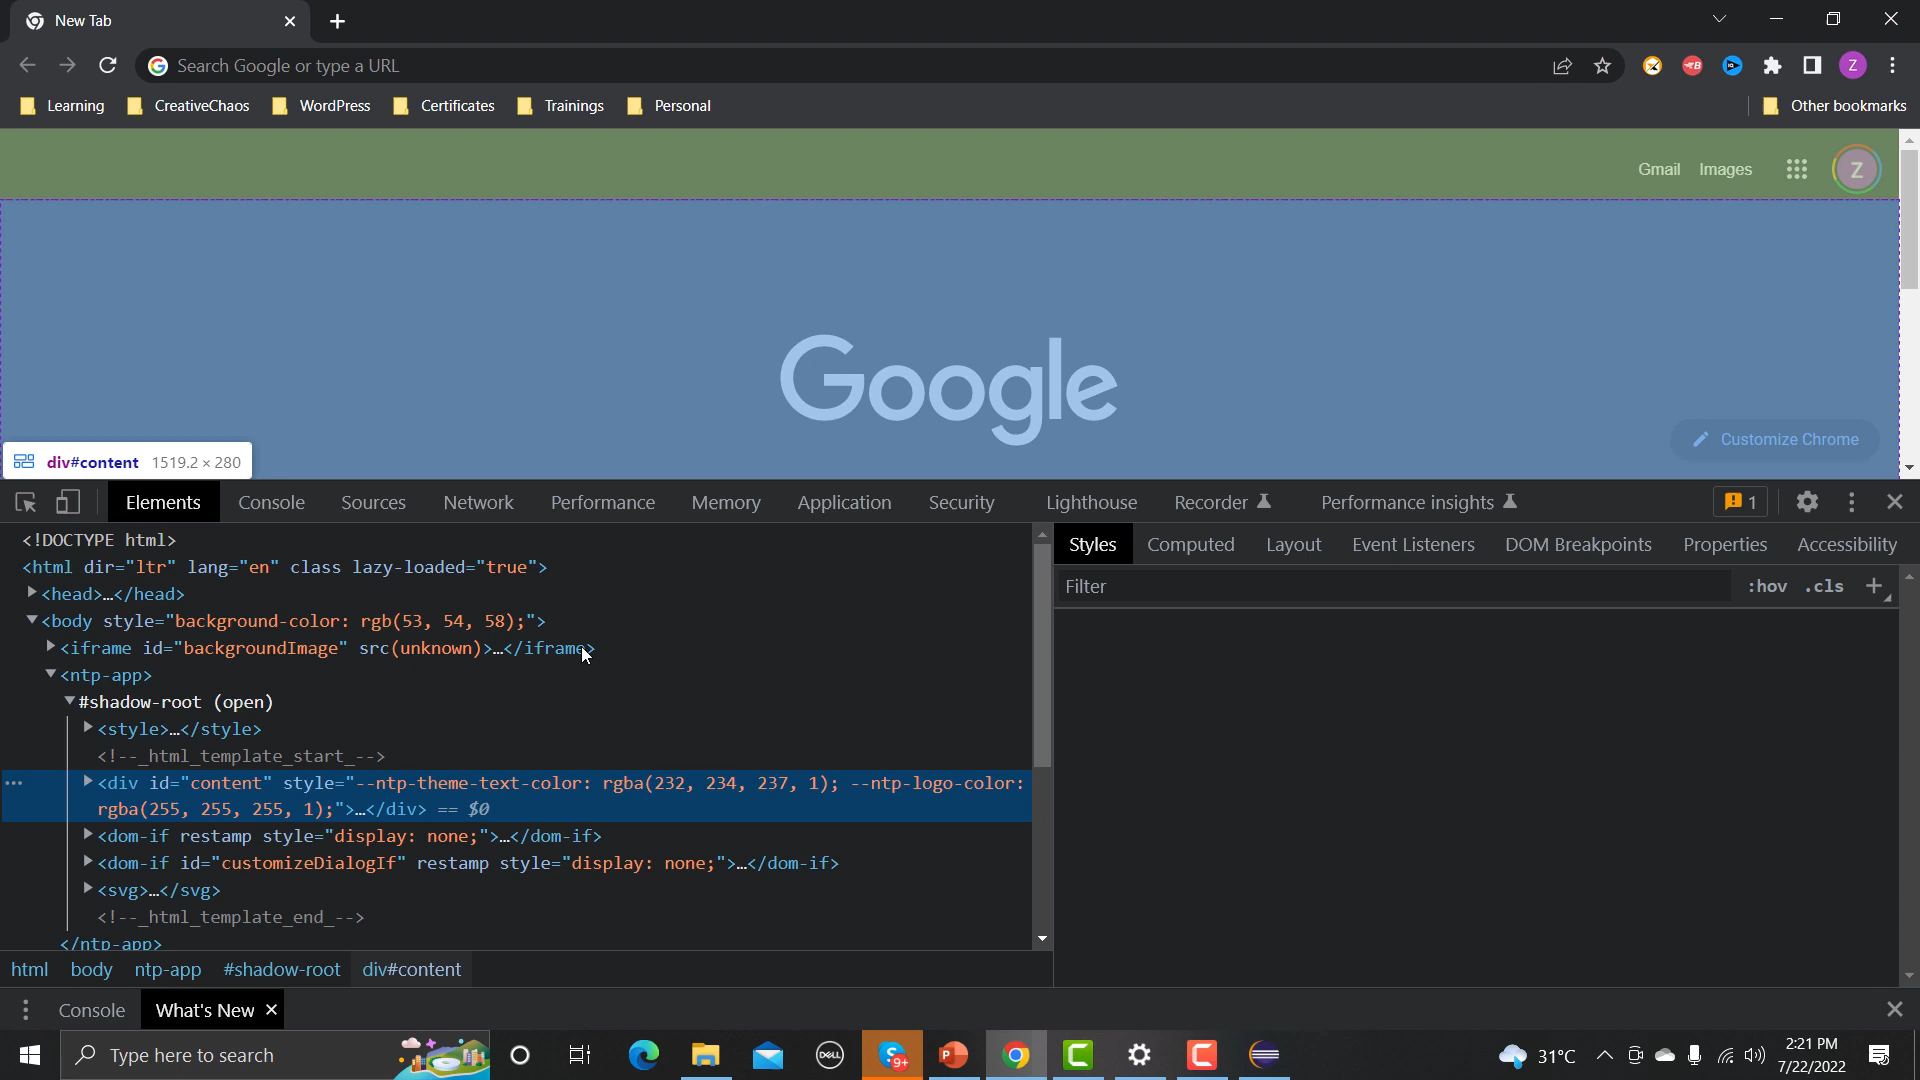 New Tab
Search Google or type a URL
Learning CreativeChaos WordPress Certificates Trainings Personal Other bookmarks
Z
Gmail Images Z
Google
Customize Chrome
div#content 1519.2 × 280
Elements Console Sources Network Performance Memory Application Security Lighthouse Recorder Performance insights 1
<!DOCTYPE html>
<html dir="ltr" lang="en" class lazy-loaded="true">
<head>…</head>
<body style="background-color: rgb(53, 54, 58);">
<iframe id="backgroundImage" src(unknown)>…</iframe>
<ntp-app>
#shadow-root (open)
<style>…</style>
<!--_html_template_start_-->
<div id="content" style="--ntp-theme-text-color: rgba(232, 234, 237, 1); --ntp-logo-color:
rgba(255, 255, 255, 1);">…</div> == $0
<dom-if restamp style="display: none;">…</dom-if>
<dom-if id="customizeDialogIf" restamp style="display: none;">…</dom-if>
<svg>…</svg>
<!--_html_template_end_-->
</ntp-app>
html body ntp-app #shadow-root div#content
Styles Computed Layout Event Listeners DOM Breakpoints Properties Accessibility
Filter :hov .cls
Console What's New
Type here to search
DELL
9+
31°C
2:21 PM
7/22/2022